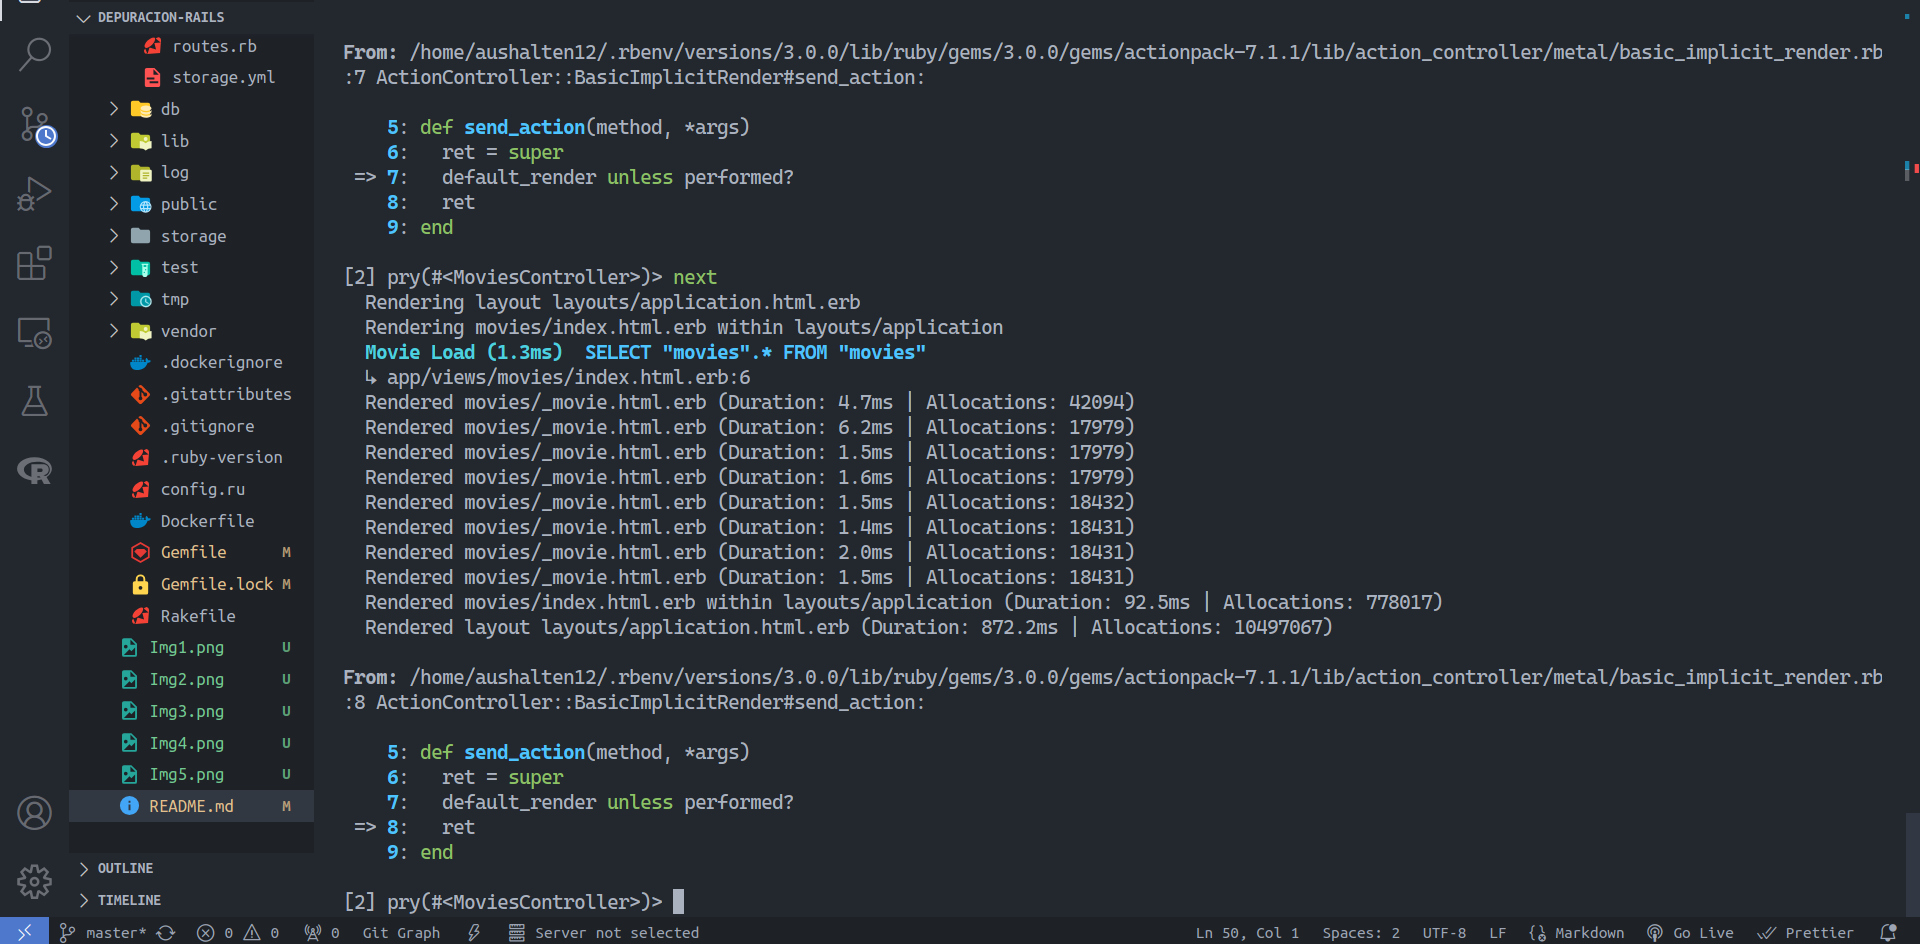 DEPURACION-RAILS
routes.rb
storage.yml
db
lib
log
public
storage
test
tmp
vendor
.dockerignore
.gitattributes
.gitignore
.ruby-version
config.ru
Dockerfile
Gemfile M
Gemfile.lock M
Rakefile
Img1.png U
Img2.png U
Img3.png U
Img4.png U
Img5.png U
README.md M
OUTLINE
TIMELINE
From: /home/aushalten12/.rbenv/versions/3.0.0/lib/ruby/gems/3.0.0/gems/actionpack-7.1.1/lib/action_controller/metal/basic_implicit_render.rb
:7 ActionController::BasicImplicitRender#send_action:
5: def send_action(method, *args)
6:   ret = super
=> 7:   default_render unless performed?
8:   ret
9: end
[2] pry(#<MoviesController>)> next
Rendering layout layouts/application.html.erb
Rendering movies/index.html.erb within layouts/application
Movie Load (1.3ms)  SELECT "movies".* FROM "movies"
↳ app/views/movies/index.html.erb:6
Rendered movies/_movie.html.erb (Duration: 4.7ms | Allocations: 42094)
Rendered movies/_movie.html.erb (Duration: 6.2ms | Allocations: 17979)
Rendered movies/_movie.html.erb (Duration: 1.5ms | Allocations: 17979)
Rendered movies/_movie.html.erb (Duration: 1.6ms | Allocations: 17979)
Rendered movies/_movie.html.erb (Duration: 1.5ms | Allocations: 18432)
Rendered movies/_movie.html.erb (Duration: 1.4ms | Allocations: 18431)
Rendered movies/_movie.html.erb (Duration: 2.0ms | Allocations: 18431)
Rendered movies/_movie.html.erb (Duration: 1.5ms | Allocations: 18431)
Rendered movies/index.html.erb within layouts/application (Duration: 92.5ms | Allocations: 778017)
Rendered layout layouts/application.html.erb (Duration: 872.2ms | Allocations: 10497067)
From: /home/aushalten12/.rbenv/versions/3.0.0/lib/ruby/gems/3.0.0/gems/actionpack-7.1.1/lib/action_controller/metal/basic_implicit_render.rb
:8 ActionController::BasicImplicitRender#send_action:
5: def send_action(method, *args)
6:   ret = super
7:   default_render unless performed?
=> 8:   ret
9: end
[2] pry(#<MoviesController>)>
master* 0 0 0 Git Graph Server not selected Ln 50, Col 1 Spaces: 2 UTF-8 LF Markdown Go Live Prettier